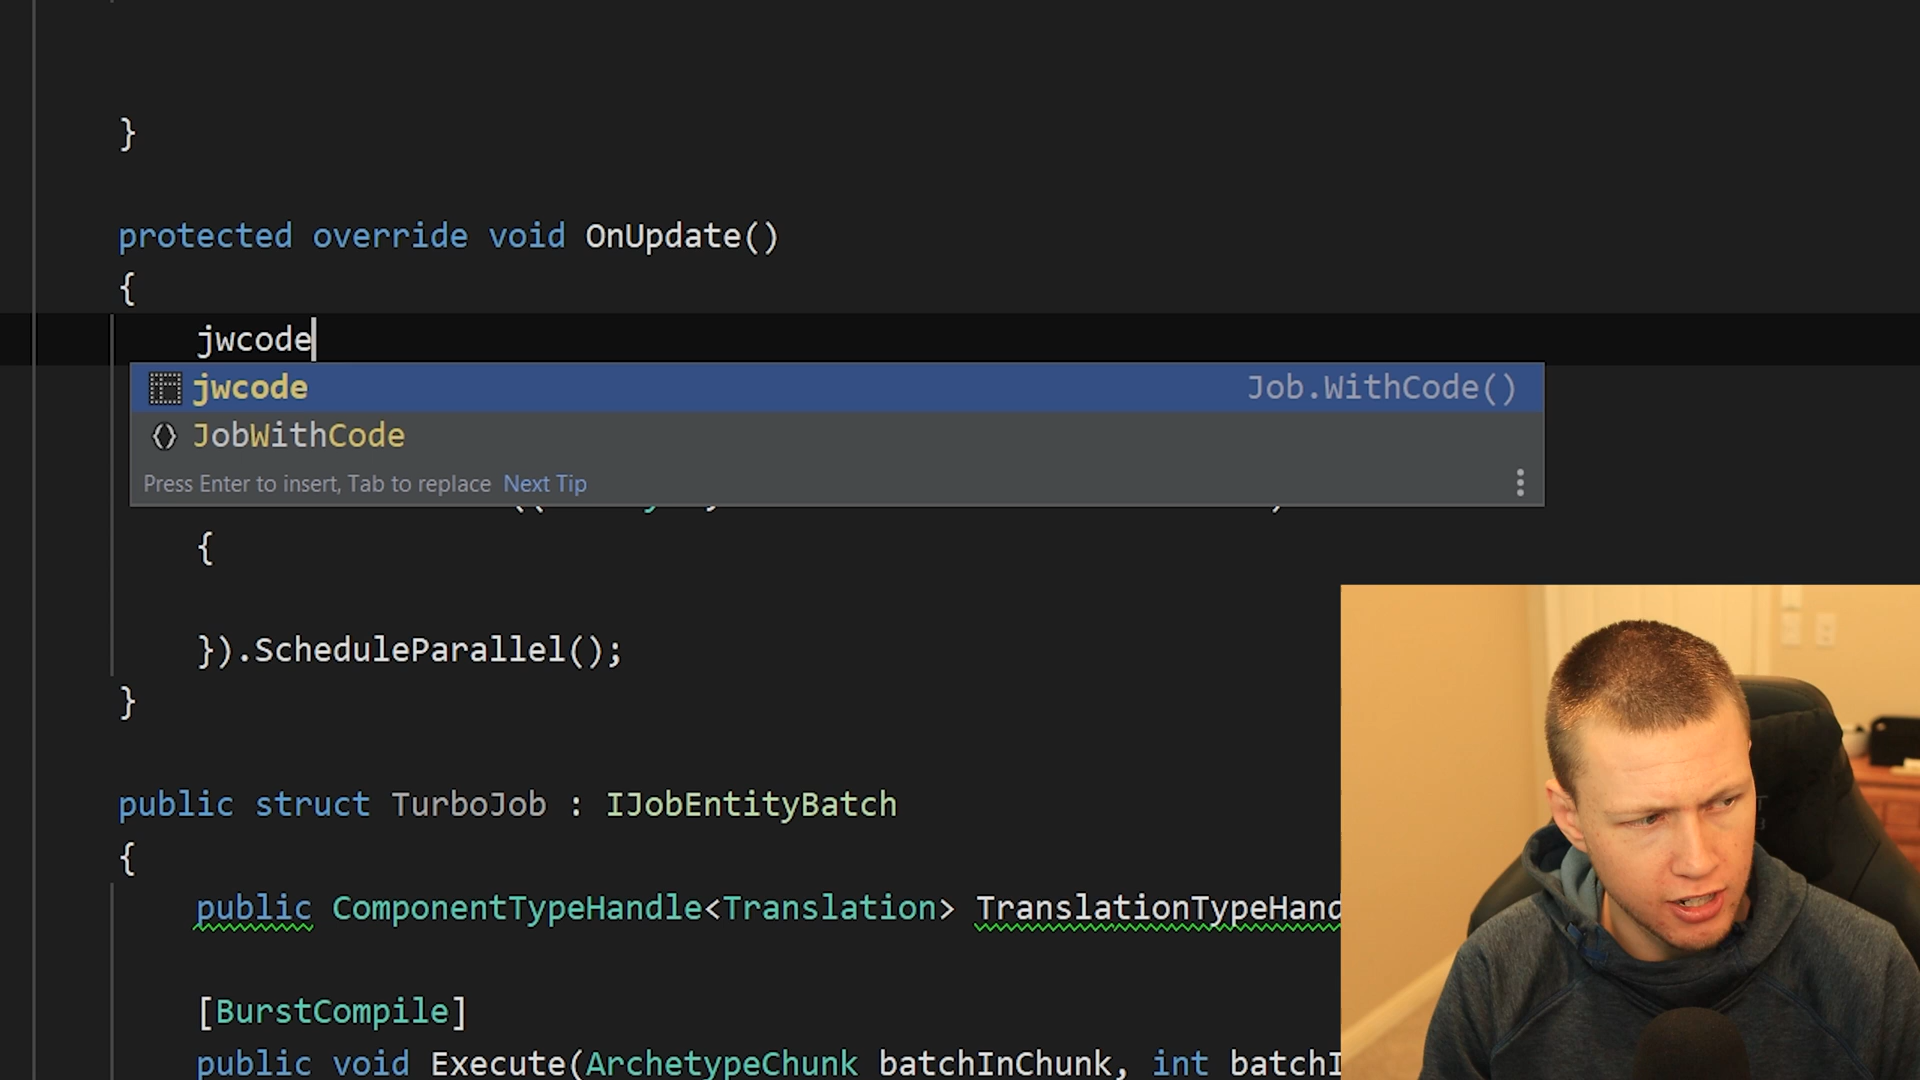 }
protected override void OnUpdate()
{
jwcode
jwcode Job.WithCode()
JobWithCode
Press Enter to insert, Tab to replace Next Tip
{
}).ScheduleParallel();
}
public struct TurboJob : IJobEntityBatch
{
public ComponentTypeHandle<Translation> TranslationTypeHand
[BurstCompile]
public void Execute(ArchetypeChunk batchInChunk, int batchI